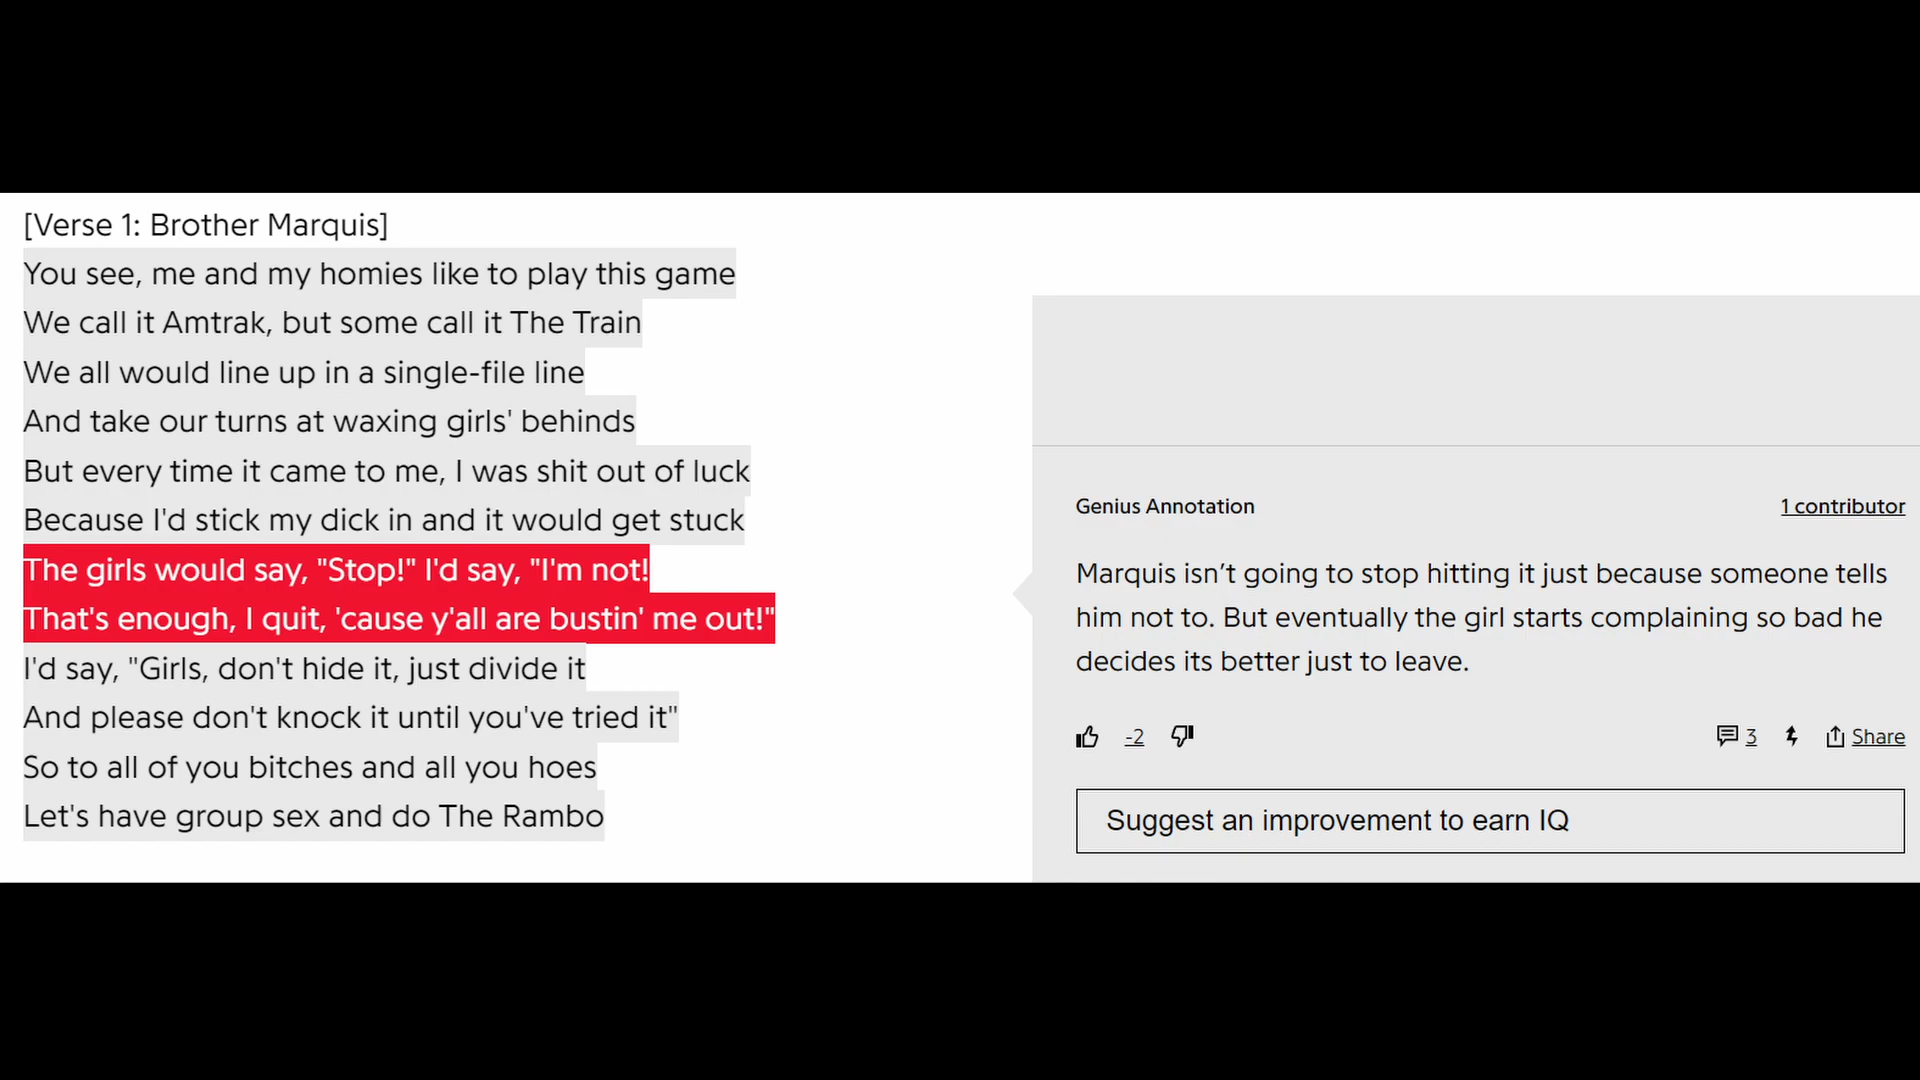 [Verse 1: Brother Marquis]
You see, me and my homies like to play this game
We call it Amtrak, but some call it The Train
We all would line up in a single-file line
And take our turns at waxing girls' behinds
But every time it came to me, I was shit out of luck
Because I'd stick my dick in and it would get stuck
The girls would say, "Stop!" I'd say, "I'm not!
That's enough, I quit, 'cause y'all are bustin' me out!"
I'd say, "Girls, don't hide it, just divide it
And please don't knock it until you've tried it"
So to all of you bitches and all you hoes
Let's have group sex and do The Rambo
Genius Annotation
1 contributor
Marquis isn’t going to stop hitting it just because someone tells
him not to. But eventually the girl starts complaining so bad he
decides its better just to leave.
-2
3
Share
Suggest an improvement to earn IQ